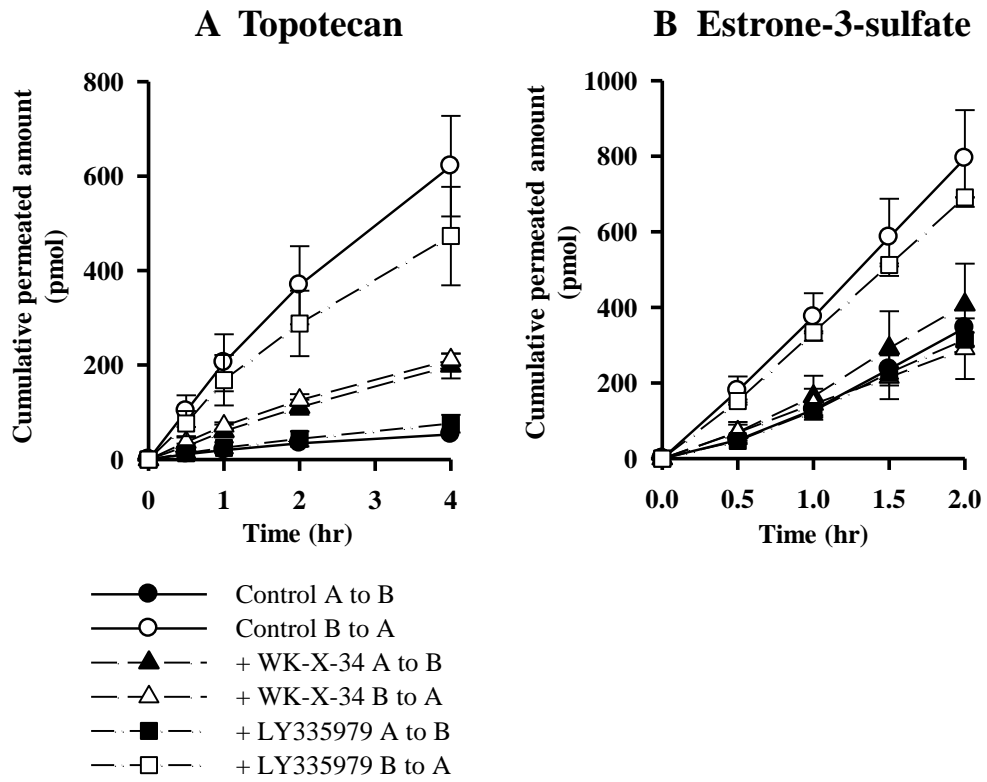 A Topotecan
B Estrone-3-sulfate
Cumulative permeated amount
(pmol)
800
600
400
200
0
0
1
2
3
4
Time (hr)
Cumulative permeated amount
(pmol)
1000
800
600
400
200
0
0.0
0.5
1.0
1.5
2.0
Time (hr)
Control A to B
Control B to A
+ WK-X-34 A to B
+ WK-X-34 B to A
+ LY335979 A to B
+ LY335979 B to A